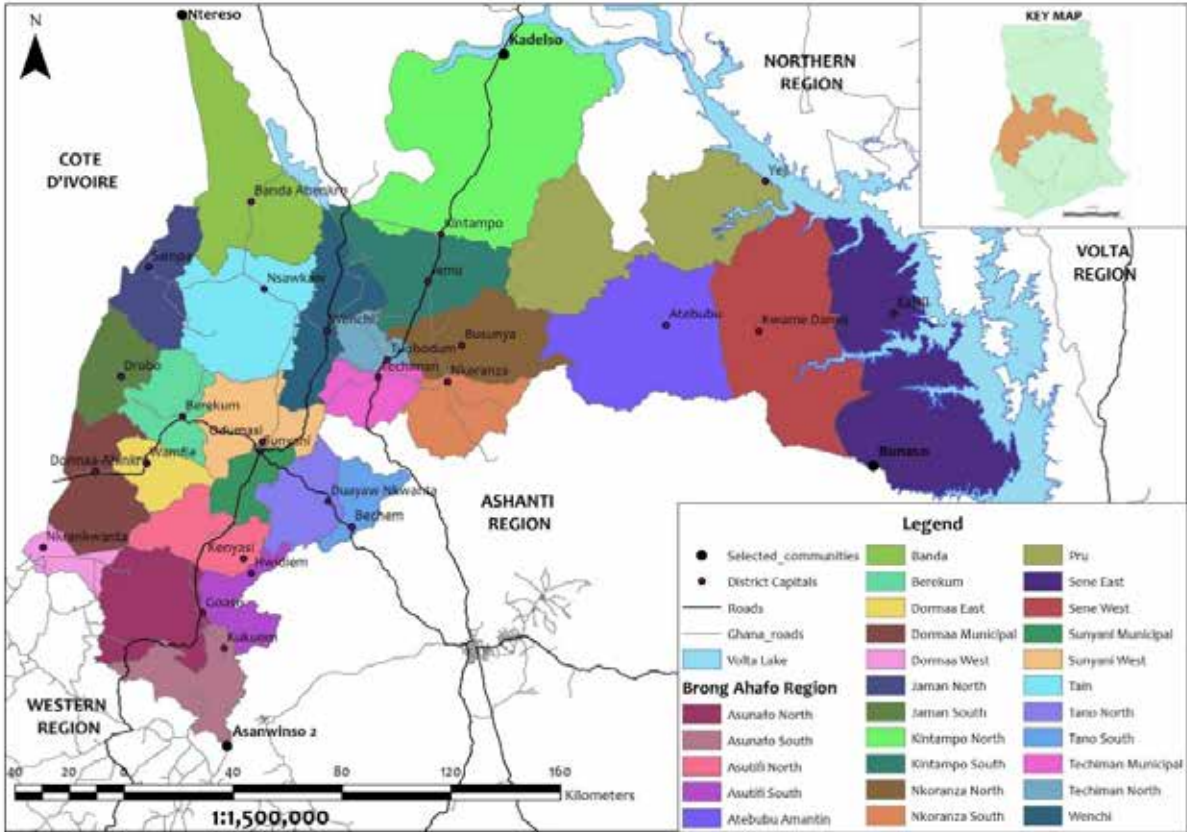 N
Ntereso
Kadelso
KEY MAP
NORTHERN
REGION
COTE
D'IVOIRE
Banda Ahenkro
Yeji
Kintampo
VOLTA
REGION
Sampa
Nsawkaw
Jema
Atebubu
Kwame Danso
Wenchi
Busunya
Tuobodum
Techiman
Nkoranza
Drobo
Berekum
Odumasi
Sunyani
Wamfie
Dormaa Ahinkro
Bunaso
Duayaw Nkwanta
ASHANTI
REGION
Bechem
Nkrankwanta
Kenyasi
Hwidiem
Goaso
Kukuom
WESTERN
REGION
Asanwinso 2
40 20 0 40 80 120 160
Kilometers
1:1,500,000
Legend
Selected_communities
District Capitals
Roads
Ghana_roads
Volta Lake
Brong Ahafo Region
Asunafo North
Asunafo South
Asutifi North
Asutifi South
Atebubu Amantin
Banda
Berekum
Dormaa East
Dormaa Municipal
Dormaa West
Jaman North
Jaman South
Kintampo North
Kintampo South
Nkoranza North
Nkoranza South
Pru
Sene East
Sene West
Sunyani Municipal
Sunyani West
Tain
Tano North
Tano South
Techiman Municipal
Techiman North
Wenchi